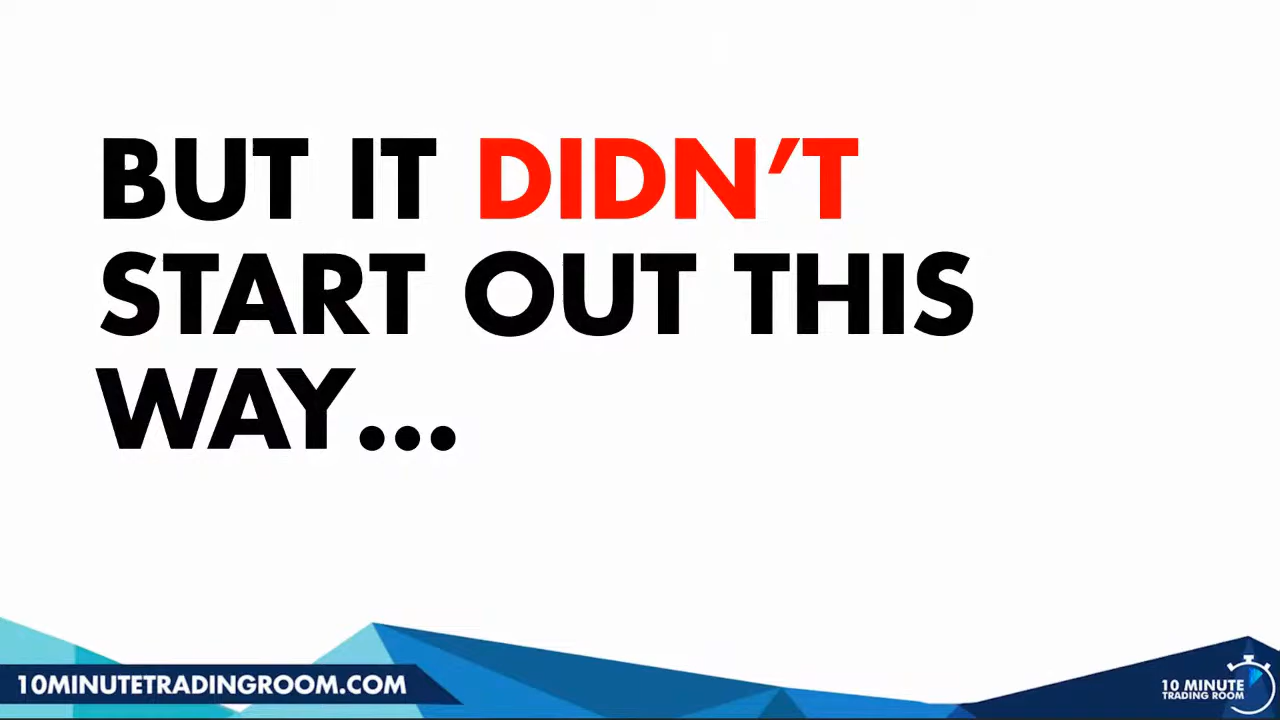 BUT IT DIDN’T
START OUT THIS
WAY...
10MINUTETRADINGROOM.COM
10 MINUTE
TRADING ROOM